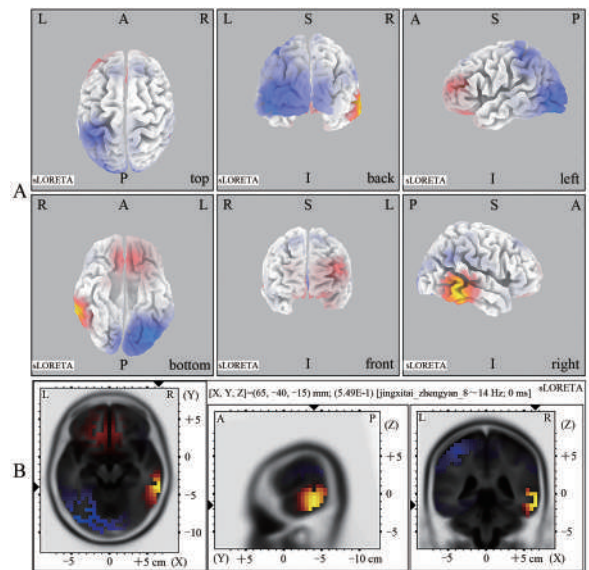 L A R
L S R
A S P
sLORETA P top
sLORETA I back
sLORETA I left
A
R A L
R S L
P S A
sLORETA P bottom
sLORETA I front
sLORETA I right
B
L R (Y)
+5
0
−5
−10
−5 0 +5 cm (X)
[X, Y, Z]=(65, −40, −15) mm; (5.49E-1) [jingxitai_zhengyan_8~14 Hz; 0 ms] sLORETA
A P (Z)
+5
0
−5
(Y) +5 0 −5 −10 cm
L R (Z)
+5
0
−5
−5 0 +5 cm (X)